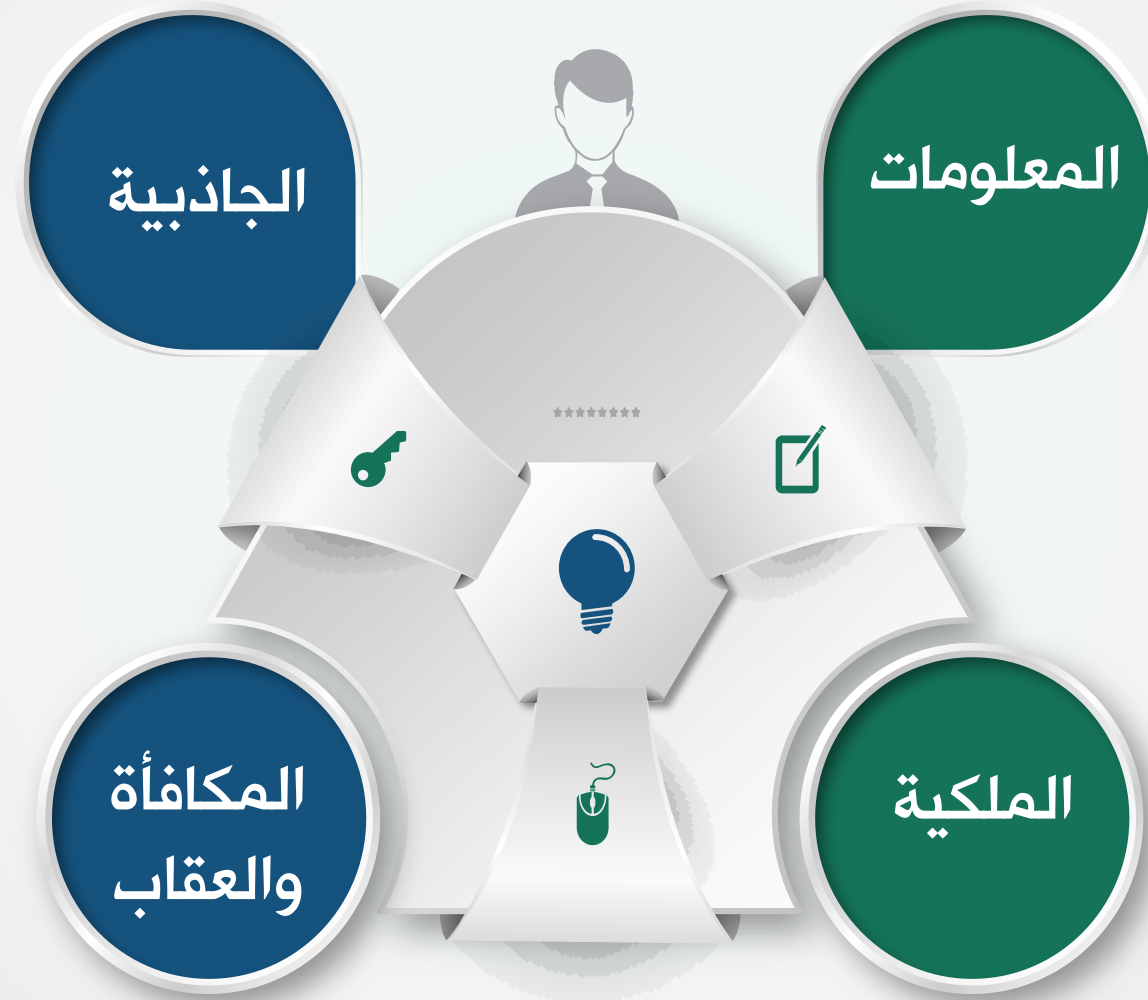 المعلومات
الجاذبية
********
الملكية
المكافأة
والعقاب